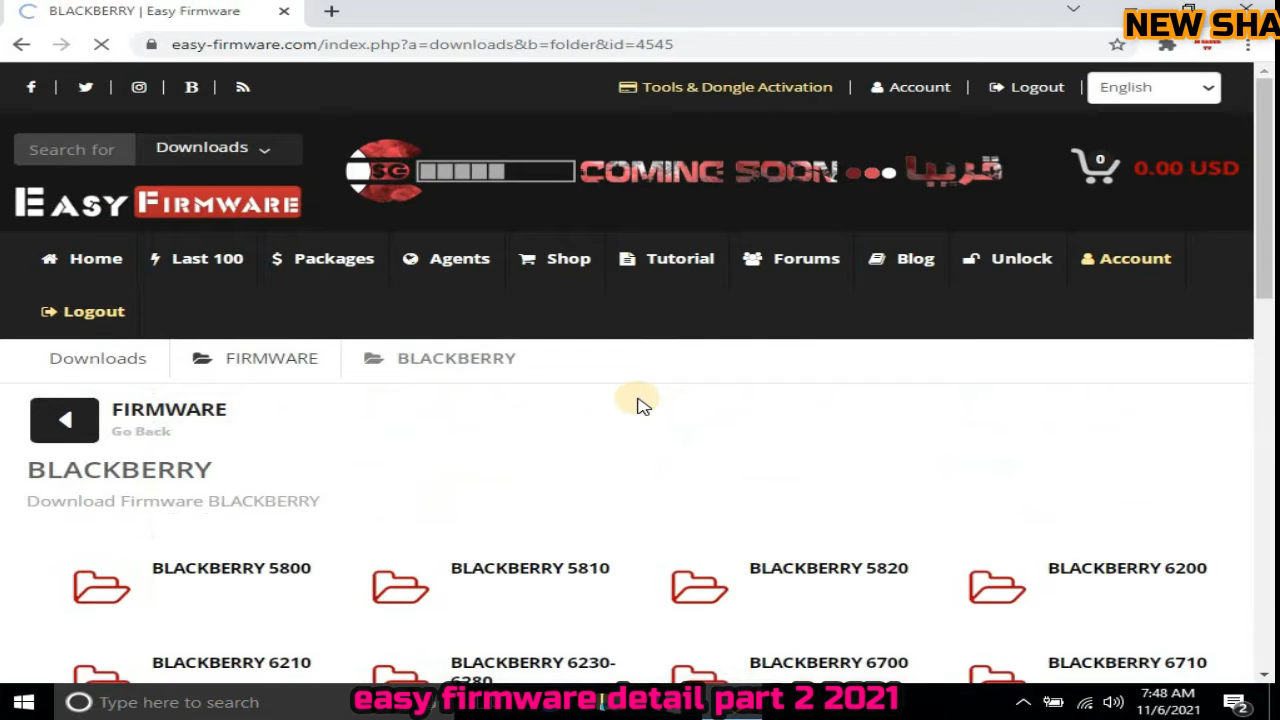 BLACKBERRY | Easy Firmware
NEW SHA
easy-firmware.com/index.php?a=downloads&b=folder&id=4545
Tools & Dongle Activation | Account | Logout | English
Search for Downloads
SG COMING SOON قريبا
0 0.00 USD
EASY FIRMWARE
Home Last 100 Packages Agents Shop Tutorial Forums Blog Unlock Account
Logout
Downloads FIRMWARE BLACKBERRY
FIRMWARE
Go Back
BLACKBERRY
Download Firmware BLACKBERRY
BLACKBERRY 5800 BLACKBERRY 5810 BLACKBERRY 5820 BLACKBERRY 6200
BLACKBERRY 6210 BLACKBERRY 6230- BLACKBERRY 6700 BLACKBERRY 6710
6280
Type here to search
easy firmware detail part 2 2021
7:48 AM
11/6/2021
2